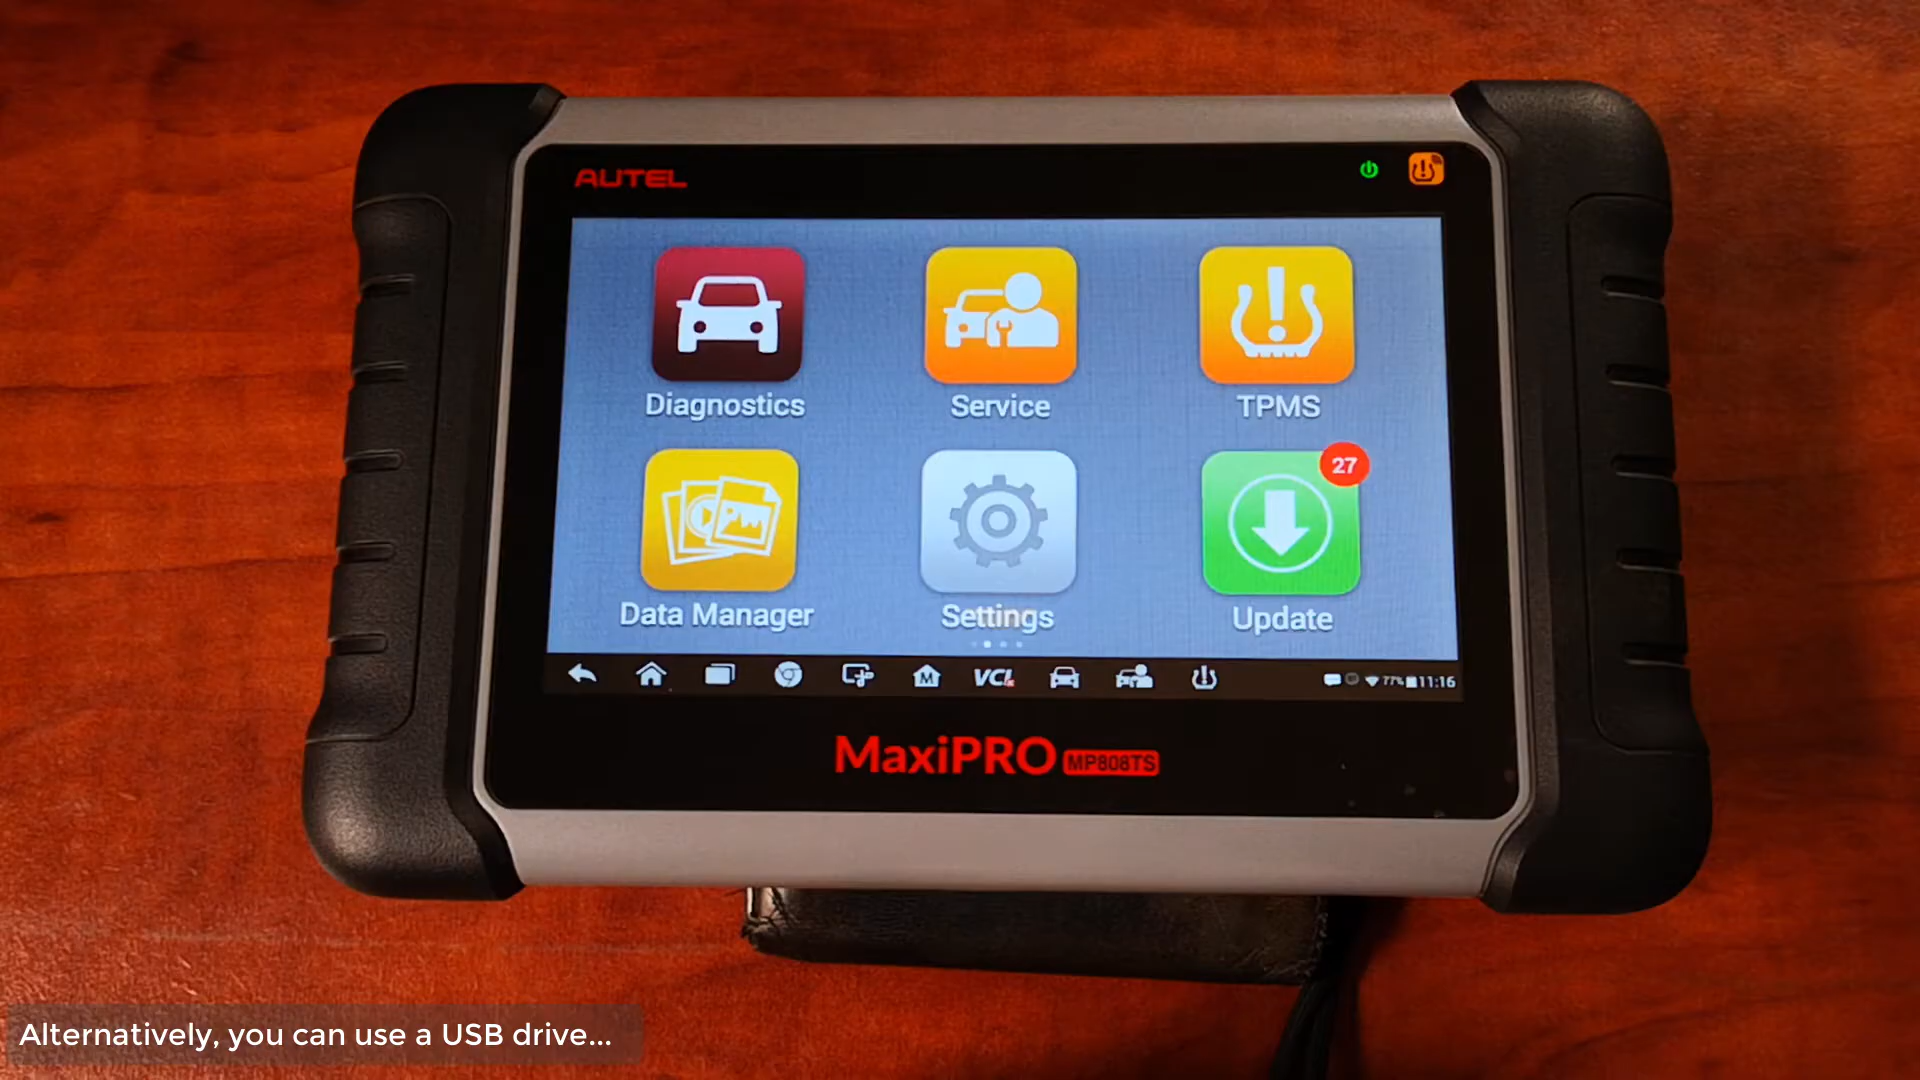 AUTEL
Diagnostics
Service
TPMS
27
Data Manager
Settings
Update
M
VCI
77%
11:16
MaxiPRO MP808TS
Alternatively, you can use a USB drive...